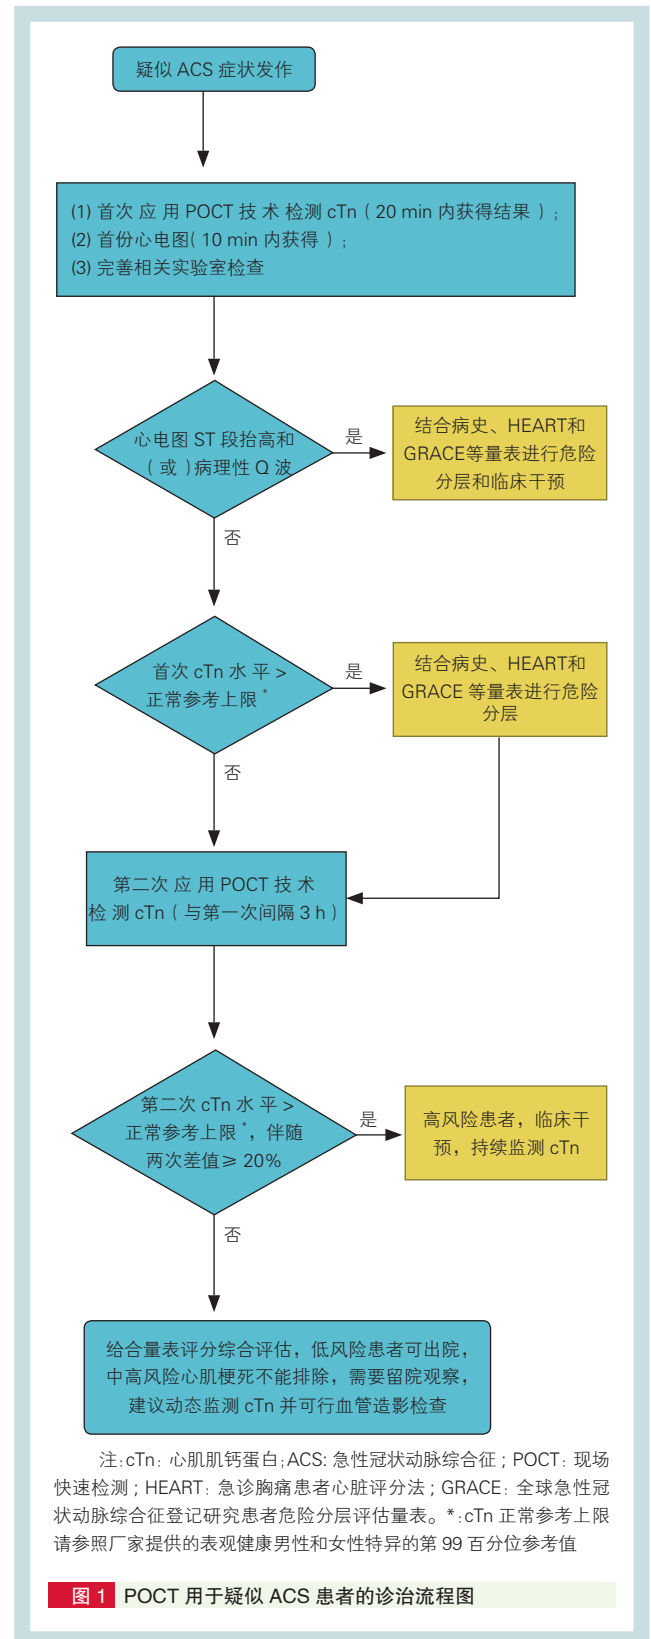 疑似 ACS 症状发作
(1) 首次 应 用 POCT 技 术 检测 cTn（20 min 内获得结果）;
(2) 首份心电图( 10 min 内获得 ）;
(3) 完善相关实验室检查
心电图 ST 段抬高和
（ 或 ）病理性 Q 波
是
结合病史、HEART和
GRACE等量表进行危险
分层和临床干预
否
首次 cTn 水 平 >
正常参考上限 *
是
结合病史、HEART和
GRACE 等量表进行危险
分层
否
第二次 应 用 POCT 技 术
检 测 cTn（ 与第一次间隔 3 h ）
第二次 cTn 水 平 >
正常参考上限 *，伴随
两次差值≥ 20%
是
高风险患者，临床干
预，持续监测 cTn
否
给合量表评分综合评估，低风险患者可出院，
中高风险心肌梗死不能排除，需要留院观察，
建议动态监测 cTn 并可行血管造影检查
注:cTn: 心肌肌钙蛋白;ACS: 急性冠状动脉综合征；POCT: 现场
快速检测；HEART: 急诊胸痛患者心脏评分法；GRACE: 全球急性冠
状动脉综合征登记研究患者危险分层评估量表。*:cTn 正常参考上限
请参照厂家提供的表观健康男性和女性特异的第 99 百分位参考值
图 1 POCT 用于疑似 ACS 患者的诊治流程图